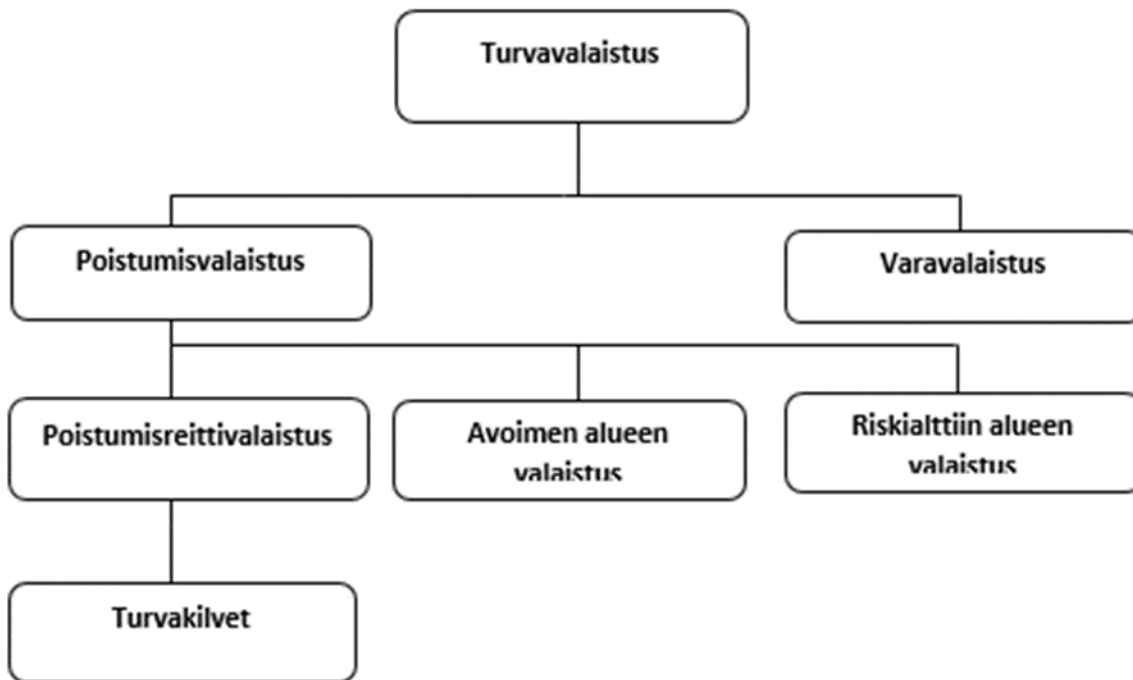 Turvavalaistus
Poistumisvalaistus
Varavalaistus
Poistumisreittivalaistus
Avoimen alueen
valaistus
Riskialttiin alueen
valaistus
Turvakilvet